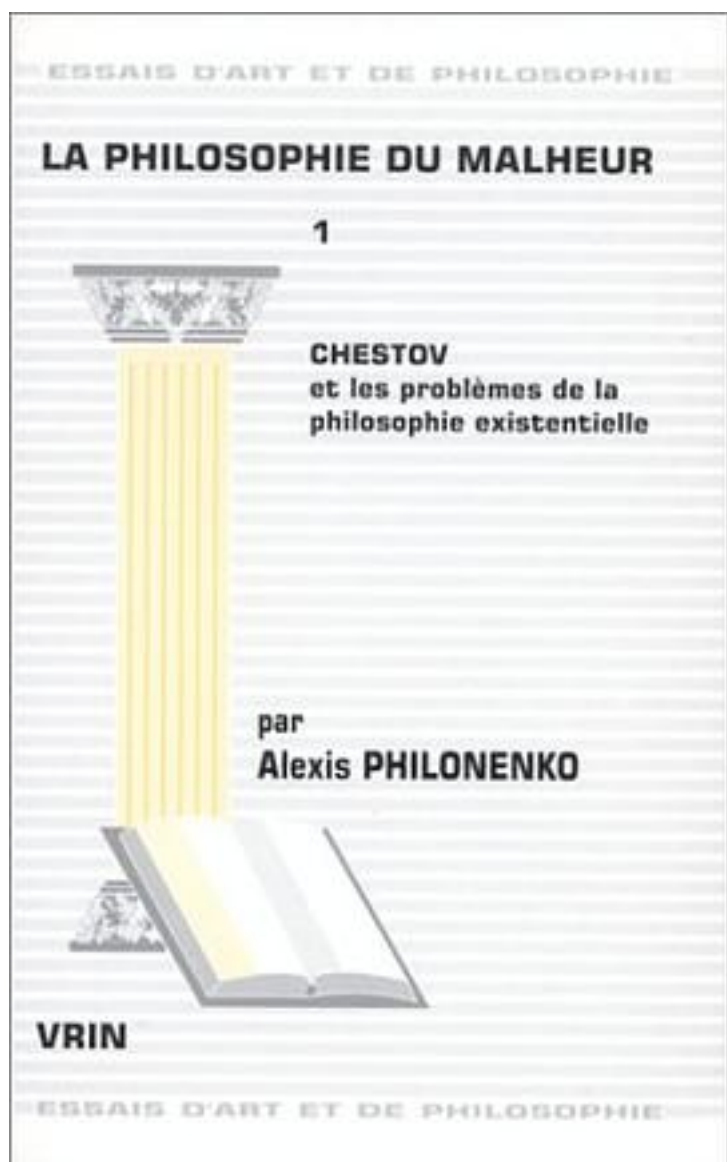 ESSAIS D'ART ET DE PHILOSOPHIE
LA PHILOSOPHIE DU MALHEUR
1
CHESTOV
et les problèmes de la
philosophie existentielle
par
Alexis PHILONENKO
VRIN
ESSAIS D'ART ET DE PHILOSOPHIE